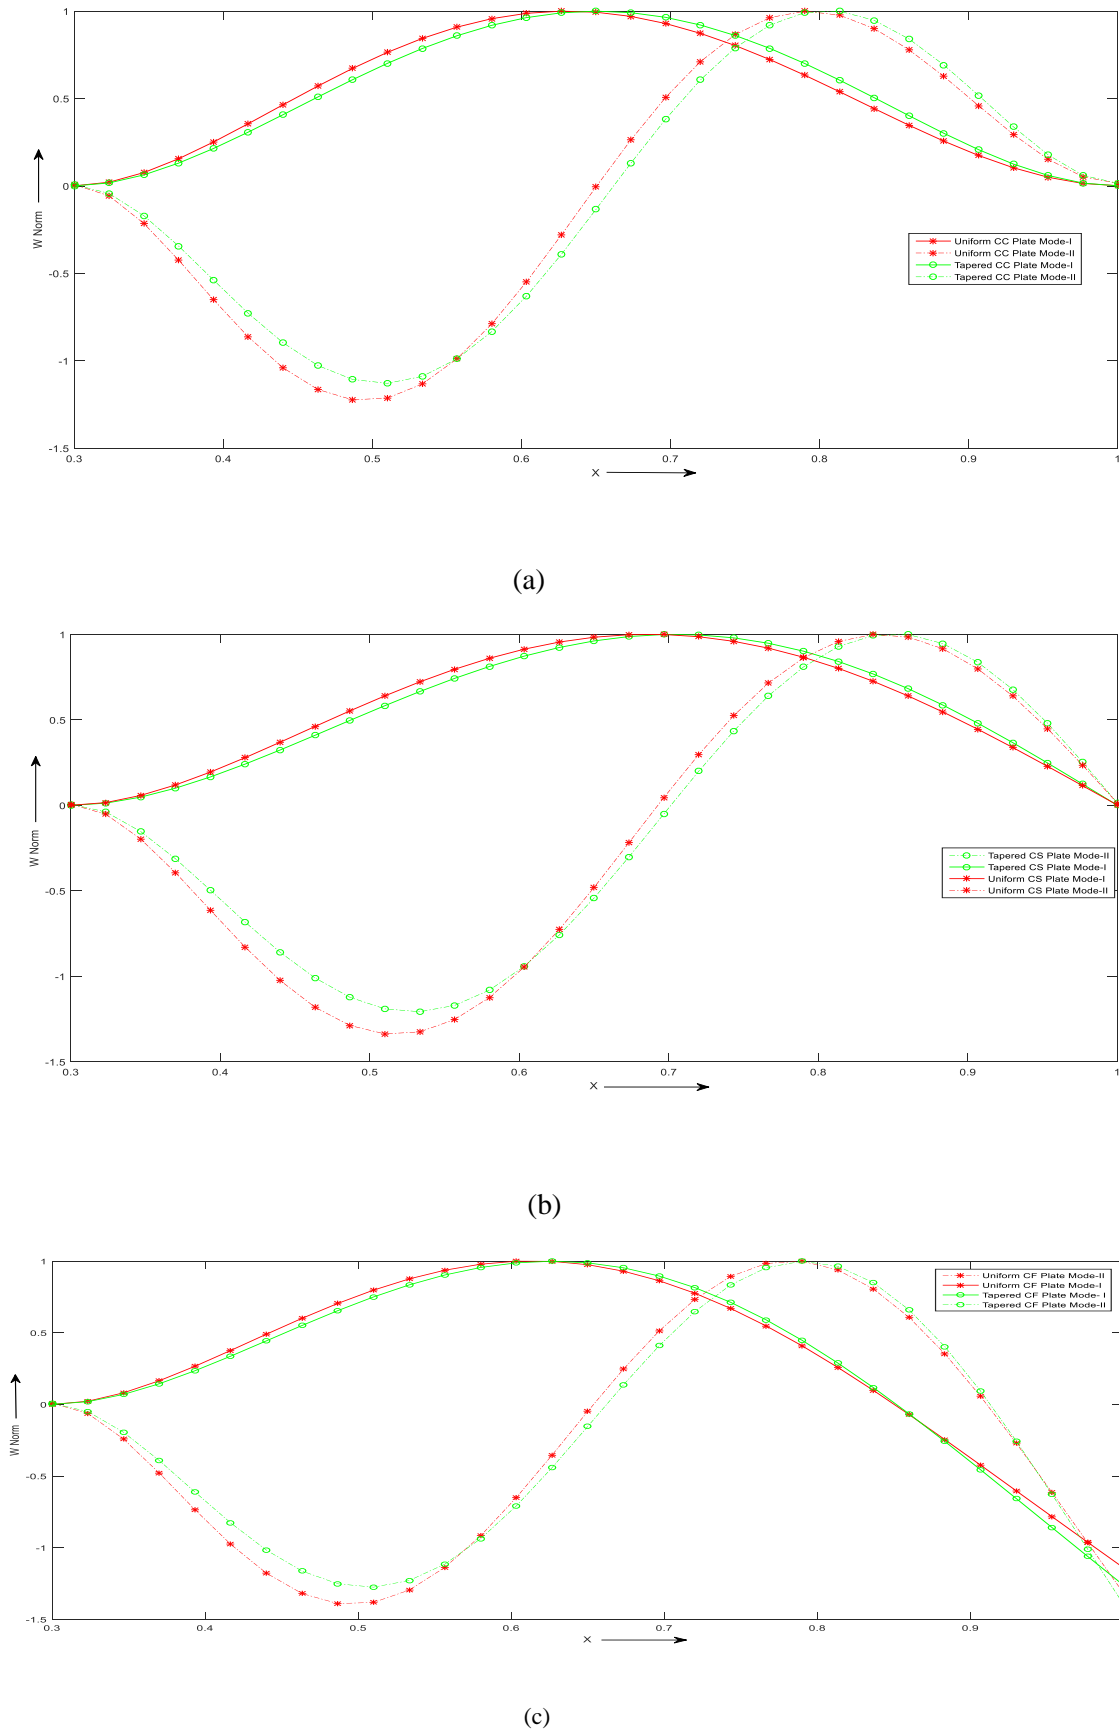 1
0.5
0
-0.5
-1
-1.5
W Norm
0.3
0.4
0.5
0.6
0.7
0.8
0.9
1
X
Uniform CC Plate Mode-I
Uniform CC Plate Mode-II
Tapered CC Plate Mode-I
Tapered CC Plate Mode-II
(a)
1
0.5
0
-0.5
-1
-1.5
W Norm
0.3
0.4
0.5
0.6
0.7
0.8
0.9
1
X
Tapered CS Plate Mode-II
Tapered CS Plate Mode-I
Uniform CS Plate Mode-I
Uniform CS Plate Mode-II
(b)
1
0.5
0
-0.5
-1
-1.5
W Norm
0.3
0.4
0.5
0.6
0.7
0.8
0.9
X
Uniform CF Plate Mode-II
Uniform CF Plate Mode-I
Tapered CF Plate Mode- I
Tapered CF Plate Mode-II
(c)